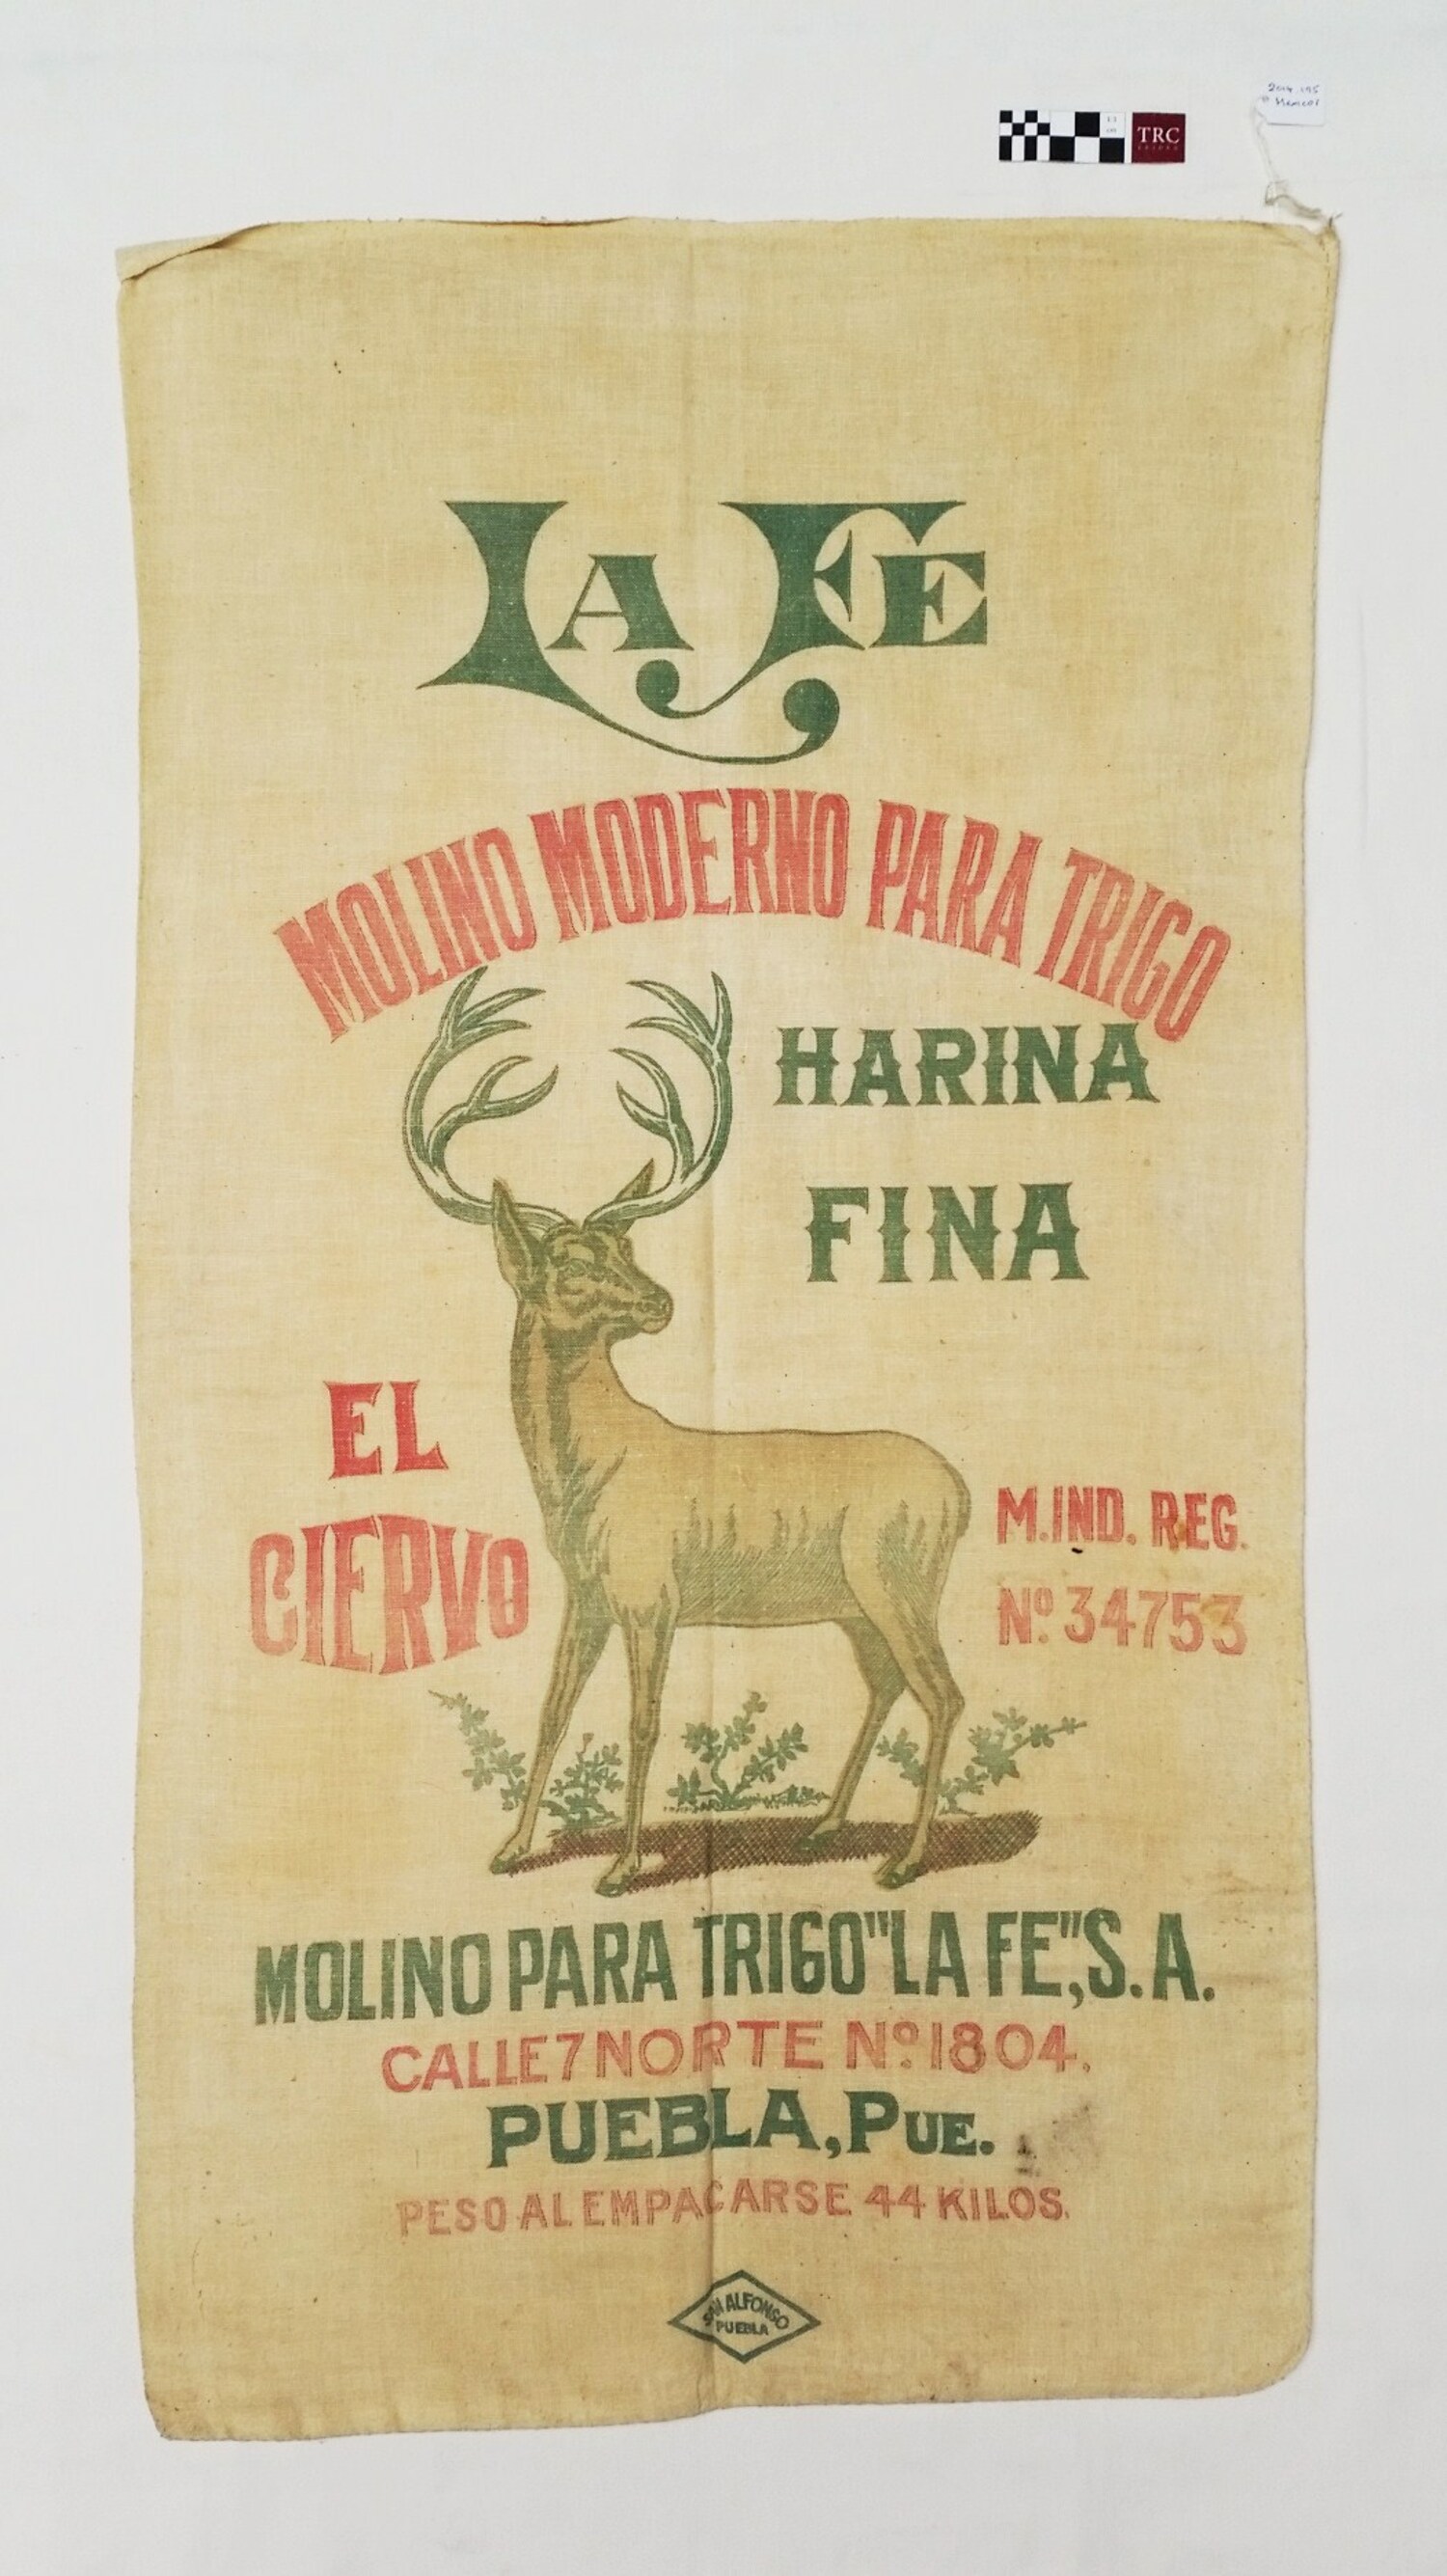 TRC
LA FE
MOLINO MODERNO PARA TRIGO
HARINA
FINA
EL
CIERVO
M.IND. REG.
Nº 34753
MOLINO PARA TRIGO "LA FE", S. A.
CALLE 7 NORTE Nº 1804.
PUEBLA, PUE.
PESO AL EMPACARSE 44 KILOS.
SAN ALFONSO
PUEBLA